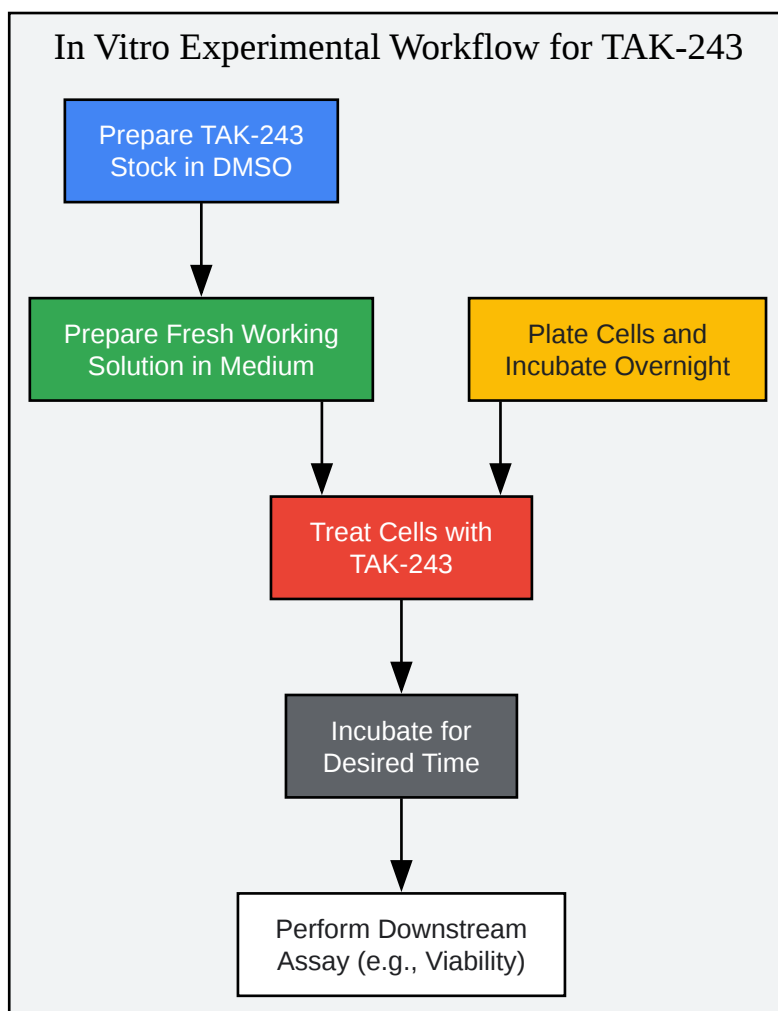 In Vitro Experimental Workflow for TAK-243
Prepare TAK-243
Stock in DMSO
Prepare Fresh Working
Solution in Medium
Plate Cells and
Incubate Overnight
Treat Cells with
TAK-243
Incubate for
Desired Time
Perform Downstream
Assay (e.g., Viability)